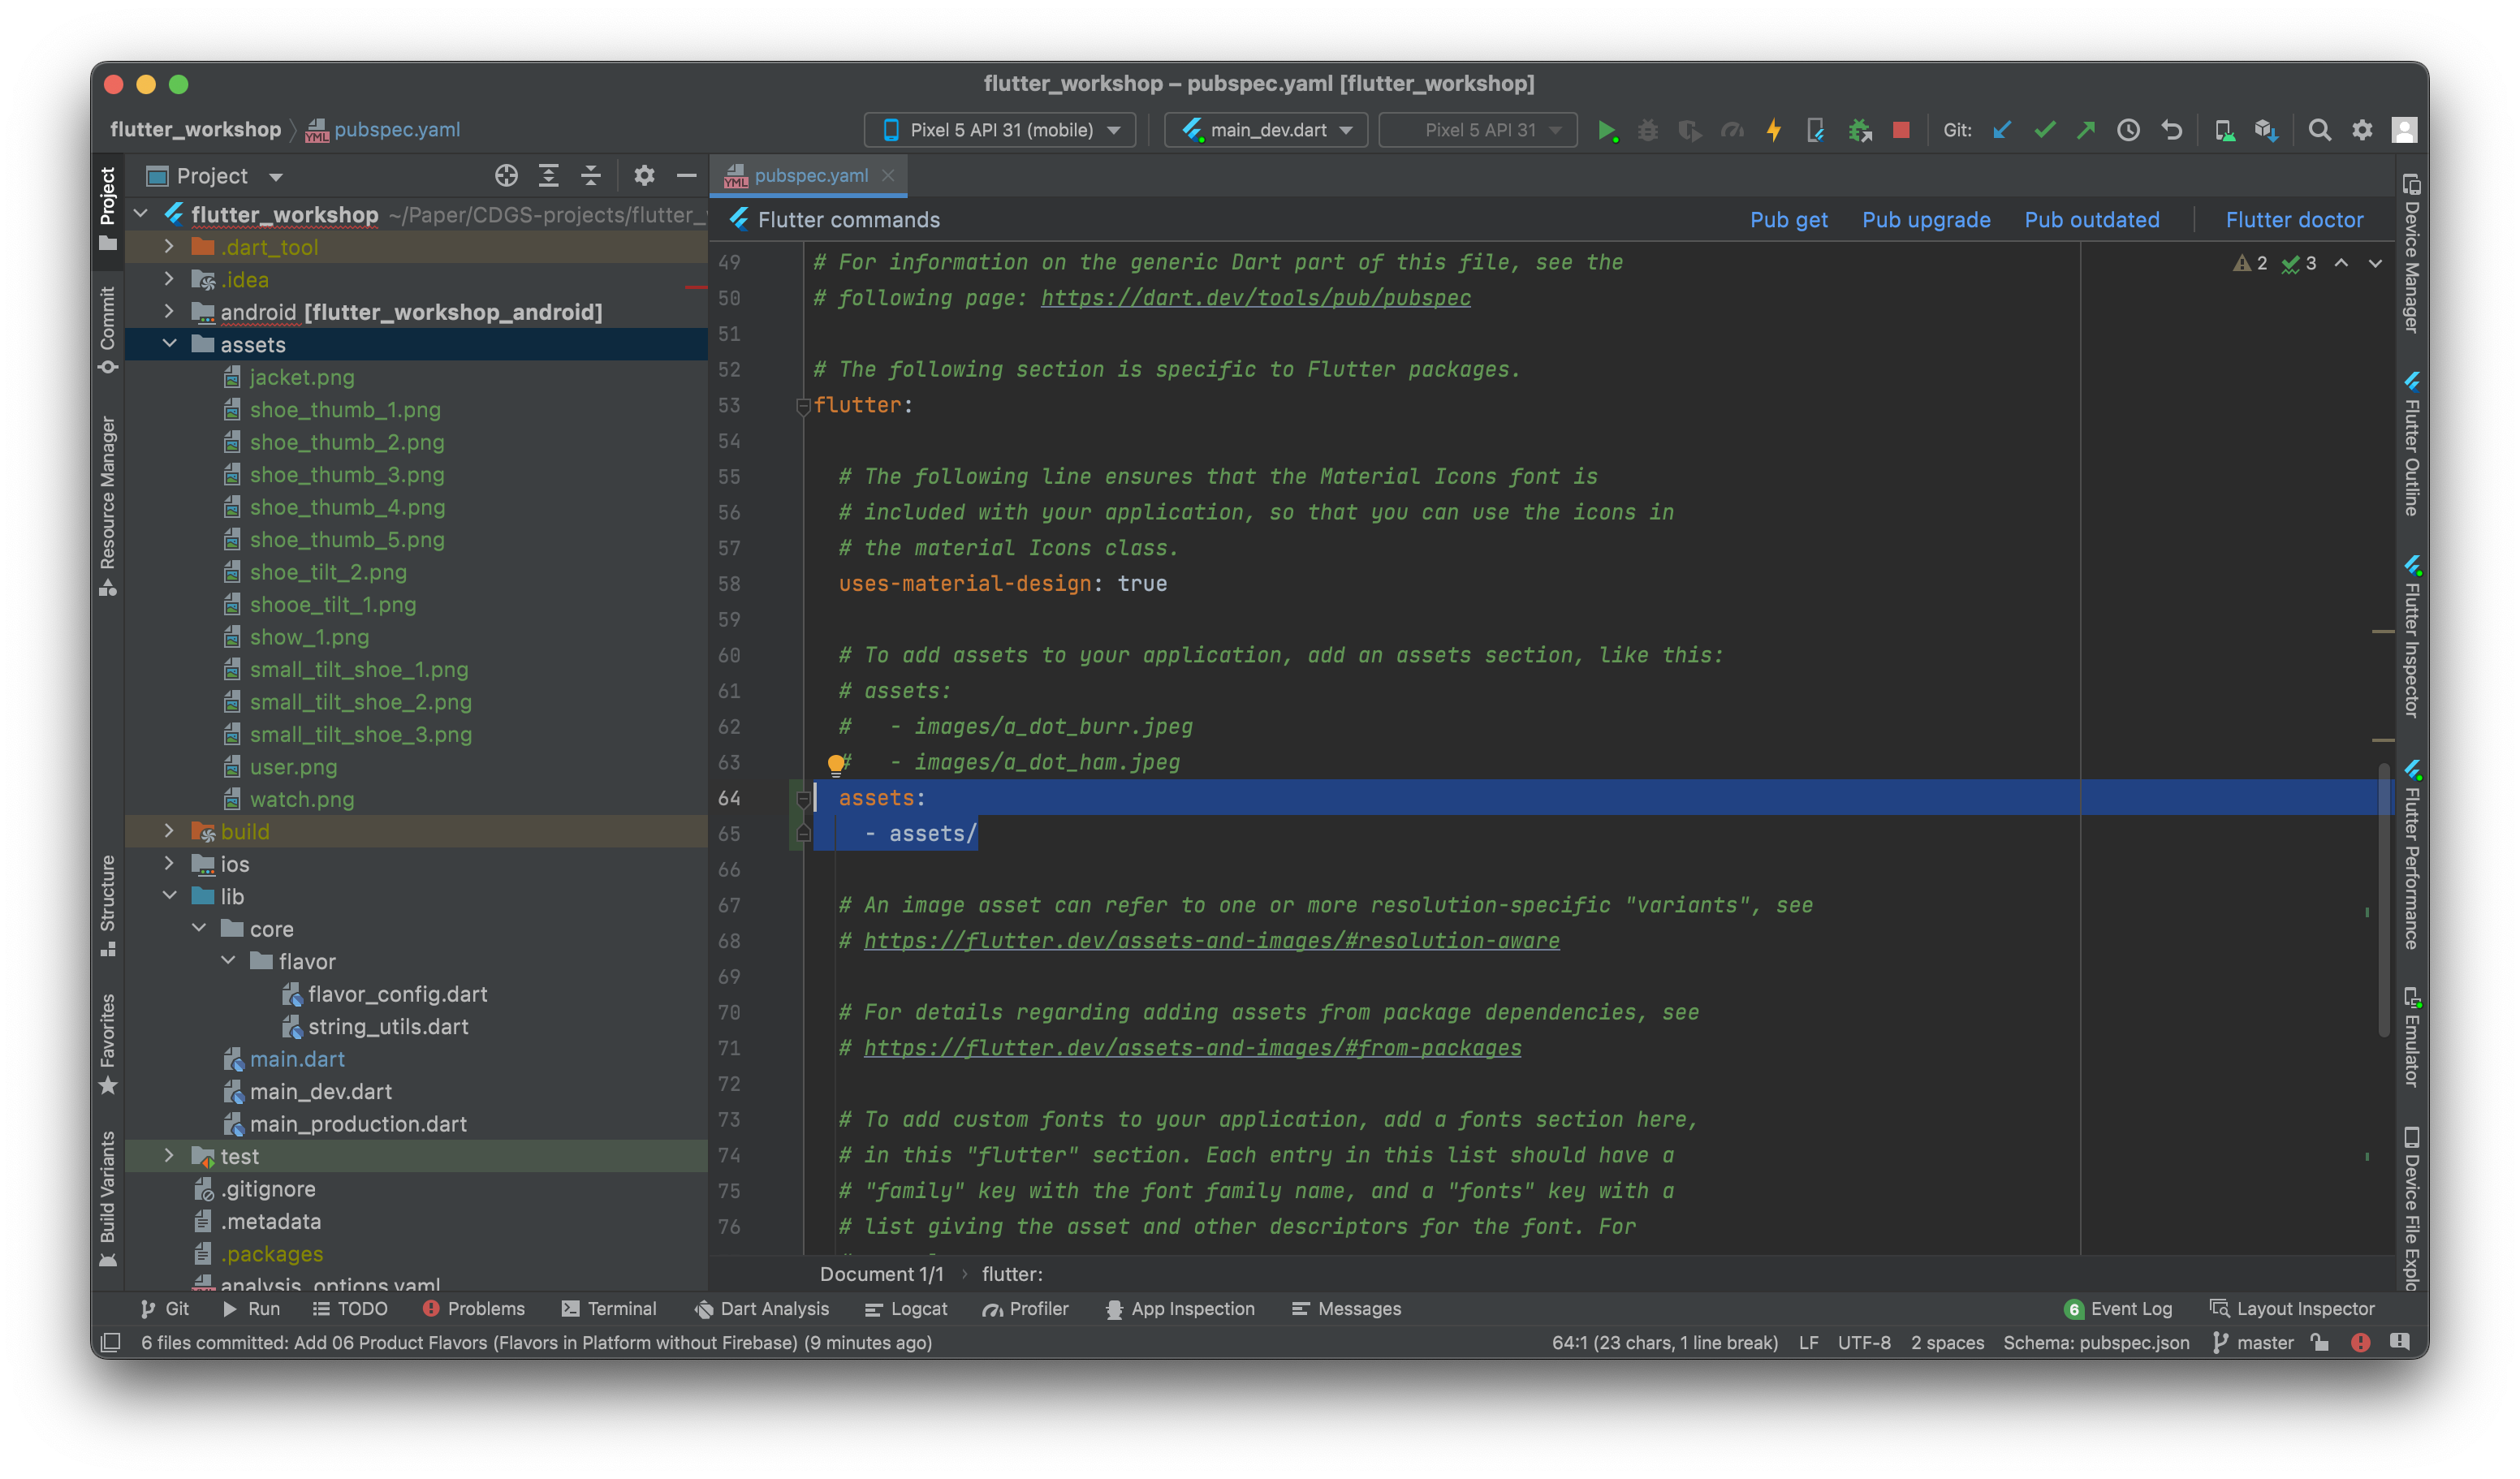 flutter_workshop – pubspec.yaml [flutter_workshop]
flutter_workshop
YML
pubspec.yaml
Pixel 5 API 31 (mobile)
main_dev.dart
Pixel 5 API 31
Git:
Project
Commit
Resource Manager
Structure
Favorites
Build Variants
Project
flutter_workshop ~/Paper/CDGS-projects/flutter_
.dart_tool
.idea
android [flutter_workshop_android]
assets
jacket.png
shoe_thumb_1.png
shoe_thumb_2.png
shoe_thumb_3.png
shoe_thumb_4.png
shoe_thumb_5.png
shoe_tilt_2.png
shooe_tilt_1.png
show_1.png
small_tilt_shoe_1.png
small_tilt_shoe_2.png
small_tilt_shoe_3.png
user.png
watch.png
build
ios
lib
core
flavor
flavor_config.dart
string_utils.dart
main.dart
main_dev.dart
main_production.dart
test
.gitignore
.metadata
.packages
analysis_options.yaml
YML pubspec.yaml
Flutter commands
Pub get
Pub upgrade
Pub outdated
Flutter doctor
2 3
49 # For information on the generic Dart part of this file, see the
50 # following page: https://dart.dev/tools/pub/pubspec
51
52 # The following section is specific to Flutter packages.
53 flutter:
54
55 # The following line ensures that the Material Icons font is
56 # included with your application, so that you can use the icons in
57 # the material Icons class.
58 uses-material-design: true
59
60 # To add assets to your application, add an assets section, like this:
61 # assets:
62 #   - images/a_dot_burr.jpeg
63 #   - images/a_dot_ham.jpeg
64 assets:
65 - assets/
66
67 # An image asset can refer to one or more resolution-specific "variants", see
68 # https://flutter.dev/assets-and-images/#resolution-aware
69
70 # For details regarding adding assets from package dependencies, see
71 # https://flutter.dev/assets-and-images/#from-packages
72
73 # To add custom fonts to your application, add a fonts section here,
74 # in this "flutter" section. Each entry in this list should have a
75 # "family" key with the font family name, and a "fonts" key with a
76 # list giving the asset and other descriptors for the font. For
Document 1/1 › flutter:
Device Manager
Flutter Outline
Flutter Inspector
Flutter Performance
Emulator
Device File Explo
Git
Run
TODO
Problems
Terminal
Dart Analysis
Logcat
Profiler
App Inspection
Messages
6 Event Log
Layout Inspector
6 files committed: Add 06 Product Flavors (Flavors in Platform without Firebase) (9 minutes ago)
64:1 (23 chars, 1 line break)
LF
UTF-8
2 spaces
Schema: pubspec.json
master